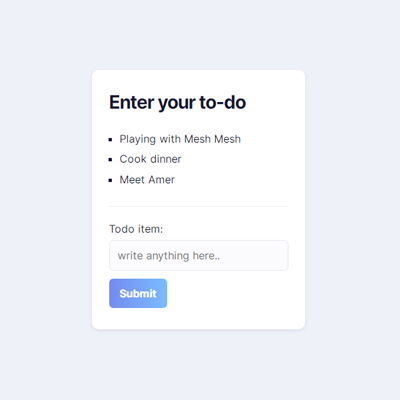 Enter your to-do
Playing with Mesh Mesh
Cook dinner
Meet Amer
Todo item:
write anything here..
Submit